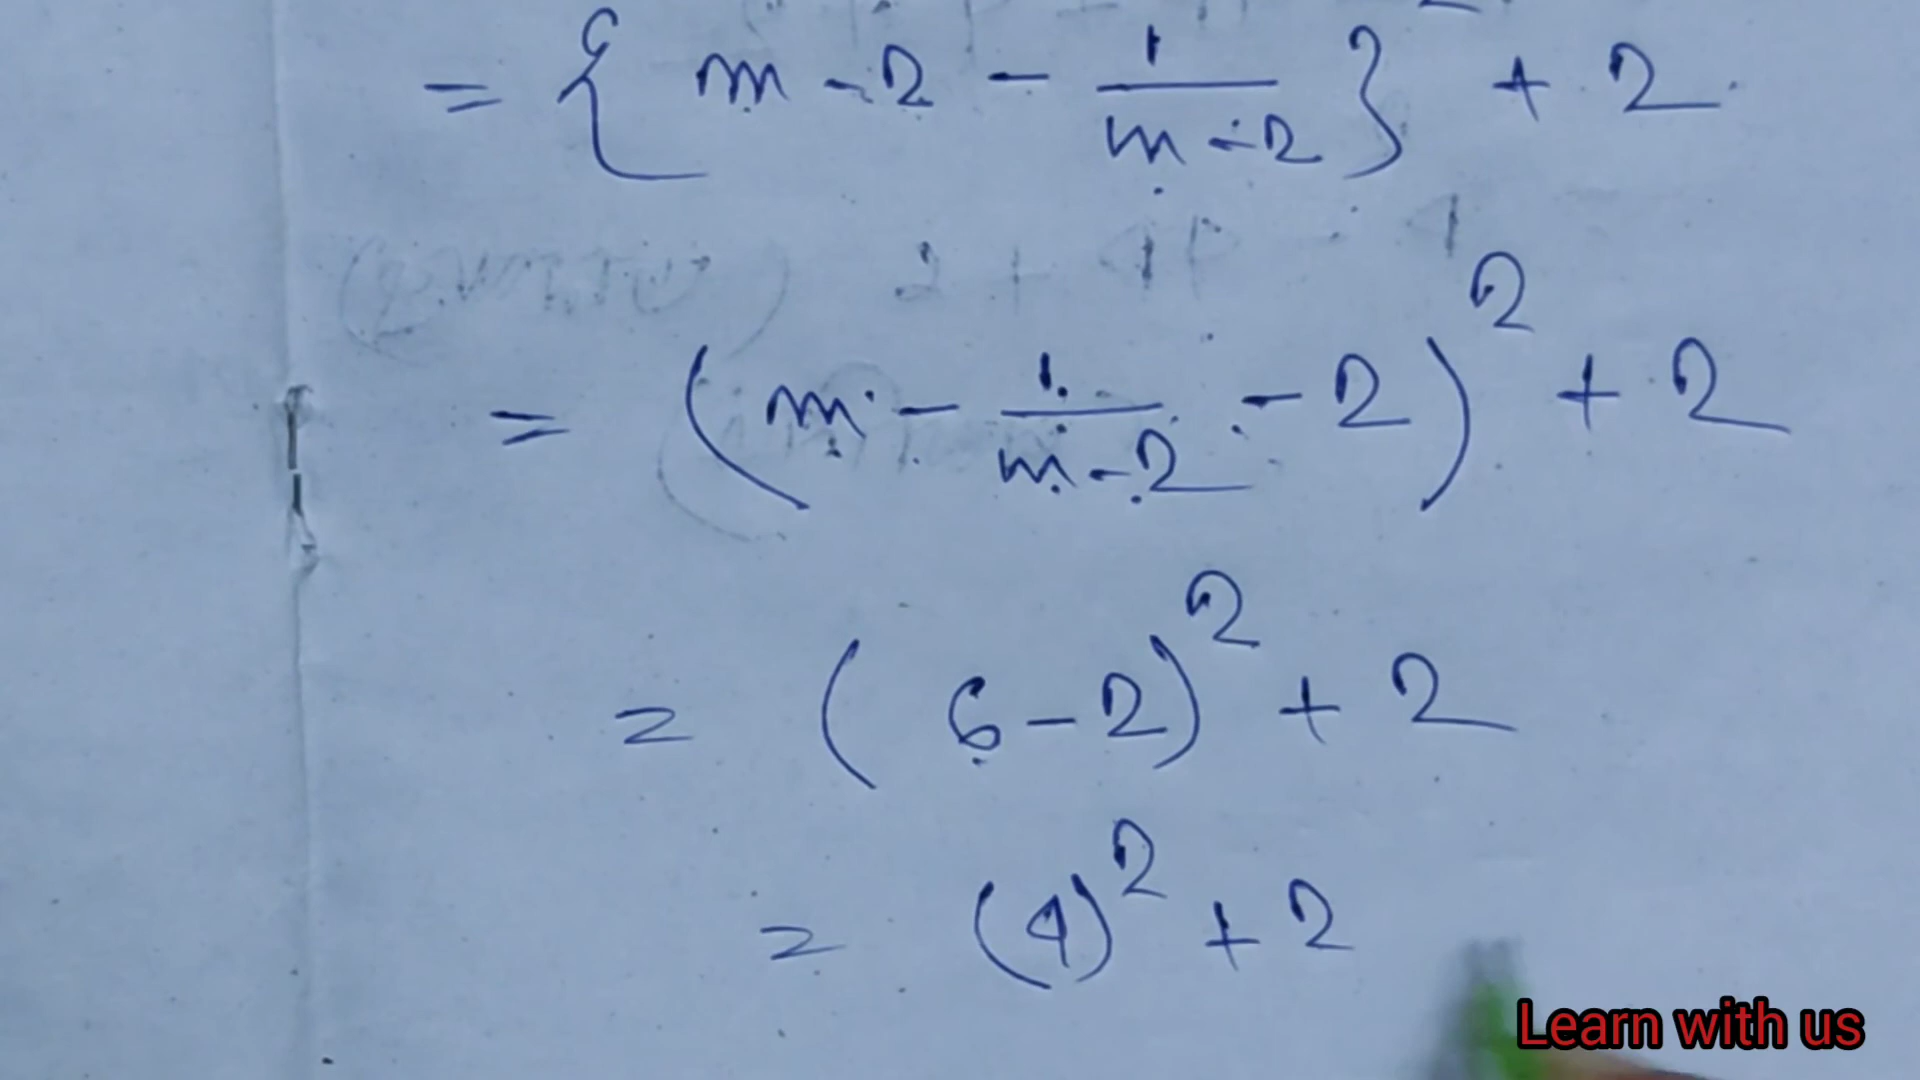 = { m - 2 - 1/(m - 2) } + 2
= ( m - 1/(m - 2) - 2 )² + 2
= ( 6 - 2 )² + 2
= (4)² + 2
Learn with us